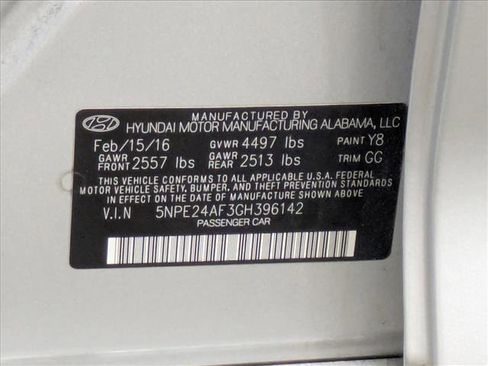 MANUFACTURED BY
HYUNDAI MOTOR MANUFACTURING ALABAMA, LLC
Feb/15/16 GVWR 4497 lbs PAINT Y8
GAWR FRONT 2557 lbs GAWR REAR 2513 lbs TRIM GG
THIS VEHICLE CONFORMS TO ALL APPLICABLE U.S.A. FEDERAL
MOTOR VEHICLE SAFETY, BUMPER, AND THEFT PREVENTION STANDARDS
IN EFFECT ON THE DATE OF MANUFACTURE SHOWN ABOVE.
V.I.N 5NPE24AF3GH396142
PASSENGER CAR